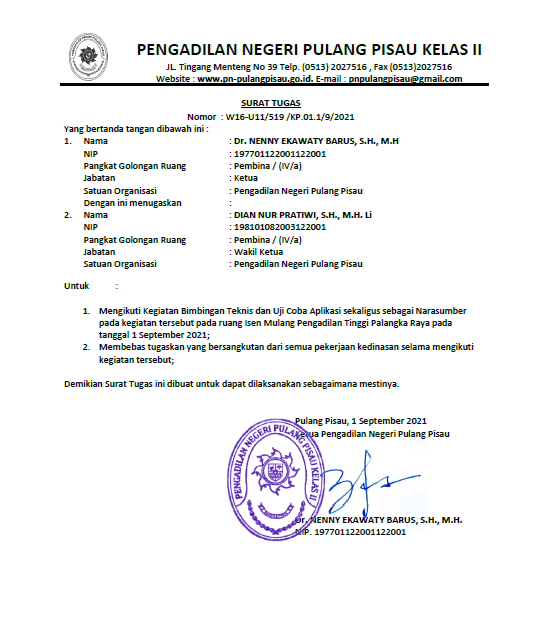 PENGADILAN NEGERI PULANG PISAU KELAS II
JL. Tingang Menteng No 39 Telp. (0513) 2027516 , Fax (0513)2027516
Website : www.pn-pulangpisau.go.id. E-mail : pnpulangpisau@gmail.com
SURAT TUGAS
Nomor : W16-U11/519 /KP.01.1/9/2021
Yang bertanda tangan dibawah ini :
1. Nama : Dr. NENNY EKAWATY BARUS, S.H., M.H
NIP : 197701122001122001
Pangkat Golongan Ruang : Pembina / (IV/a)
Jabatan : Ketua
Satuan Organisasi : Pengadilan Negeri Pulang Pisau
Dengan ini menugaskan :
2. Nama : DIAN NUR PRATIWI, S.H., M.H. Li
NIP : 198101082003122001
Pangkat Golongan Ruang : Pembina / (IV/a)
Jabatan : Wakil Ketua
Satuan Organisasi : Pengadilan Negeri Pulang Pisau
Untuk :
1. Mengikuti Kegiatan Bimbingan Teknis dan Uji Coba Aplikasi sekaligus sebagai Narasumber
pada kegiatan tersebut pada ruang Isen Mulang Pengadilan Tinggi Palangka Raya pada
tanggal 1 September 2021;
2. Membebas tugaskan yang bersangkutan dari semua pekerjaan kedinasan selama mengikuti
kegiatan tersebut;
Demikian Surat Tugas ini dibuat untuk dapat dilaksanakan sebagaimana mestinya.
Pulang Pisau, 1 September 2021
Ketua Pengadilan Negeri Pulang Pisau
PENGADILAN NEGERI PULANG PISAU KELAS II
Dr. NENNY EKAWATY BARUS, S.H., M.H.
NIP. 197701122001122001